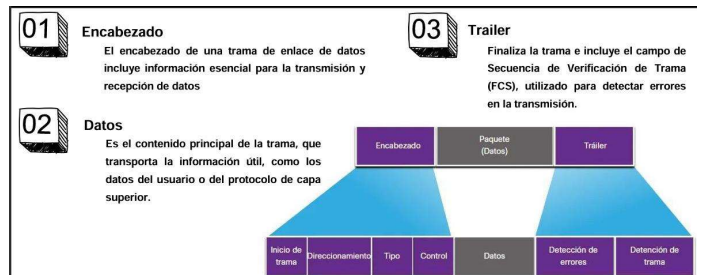 01
Encabezado
El encabezado de una trama de enlace de datos
incluye información esencial para la transmisión y
recepción de datos
02
Datos
Es el contenido principal de la trama, que
transporta la información útil, como los
datos del usuario o del protocolo de capa
superior.
03
Trailer
Finaliza la trama e incluye el campo de
Secuencia de Verificación de Trama
(FCS), utilizado para detectar errores
en la transmisión.
Encabezado
Paquete
(Datos)
Tráiler
Inicio de
trama
Direccionamiento
Tipo
Control
Datos
Detección de
errores
Detención de
trama